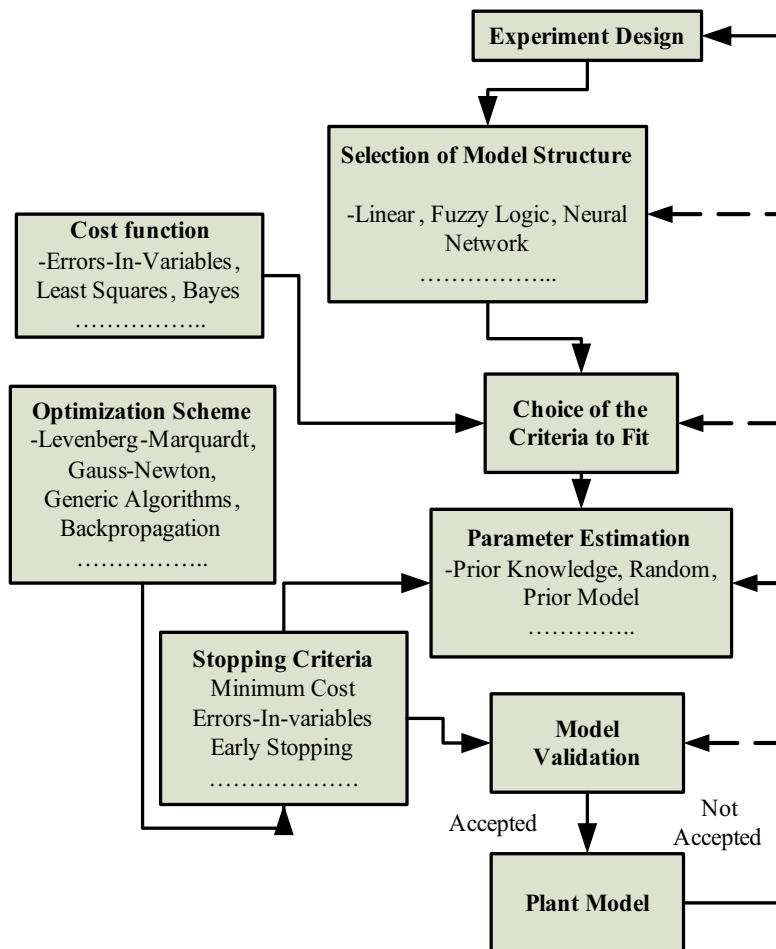 Experiment Design
Selection of Model Structure
-Linear, Fuzzy Logic, Neural
Network
……………...
Cost function
-Errors-In-Variables,
Least Squares, Bayes
……………..
Optimization Scheme
-Levenberg-Marquardt,
Gauss-Newton,
Generic Algorithms,
Backpropagation
……………..
Choice of the
Criteria to Fit
Parameter Estimation
-Prior Knowledge, Random,
Prior Model
…………..
Stopping Criteria
Minimum Cost
Errors-In-variables
Early Stopping
……………….
Model
Validation
Accepted
Not
Accepted
Plant Model